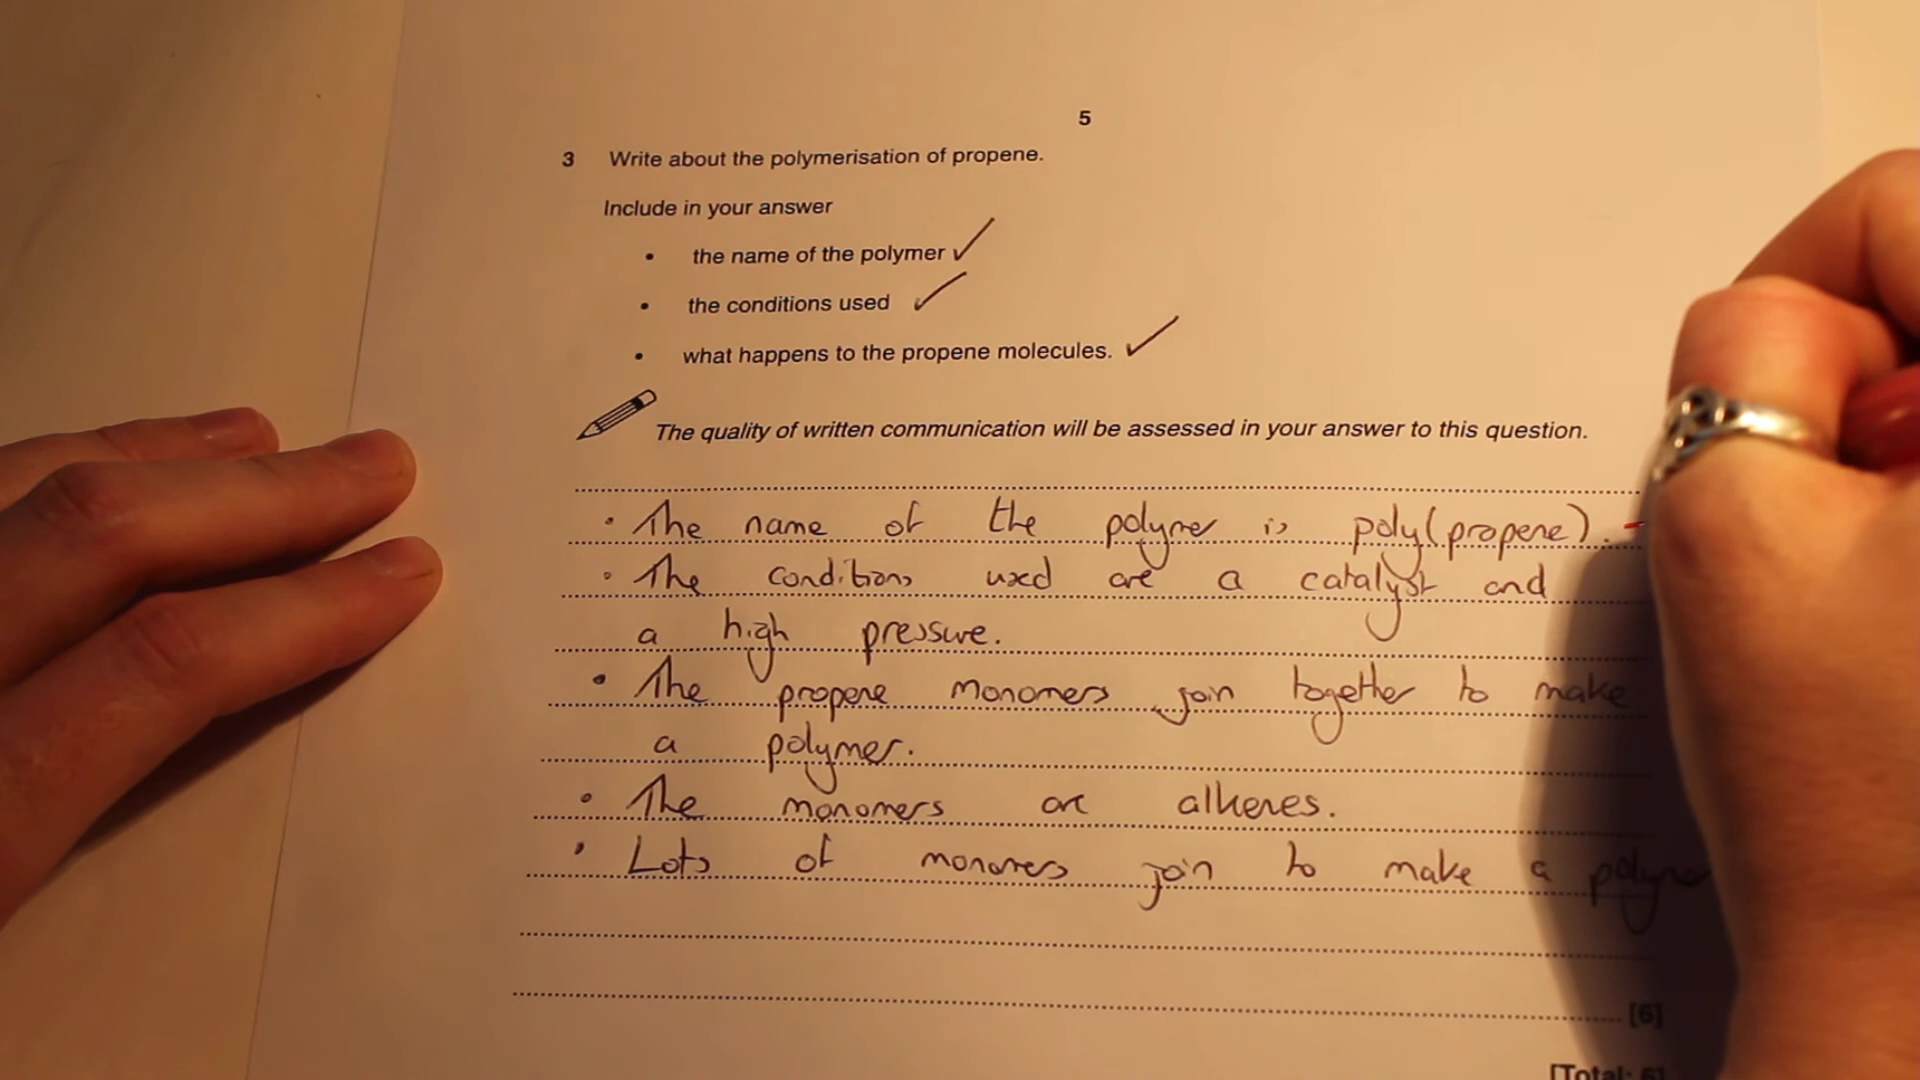 5
3 Write about the polymerisation of propene.
Include in your answer
• the name of the polymer
• the conditions used
• what happens to the propene molecules.
The quality of written communication will be assessed in your answer to this question.
• The name of the polymer is poly(propene).
• The conditions used are a catalyst and
a high pressure.
• The propene monomers join together to make
a polymer.
• The monomers are alkenes.
• Lots of monomers join to make a polymer
[6]
[Total: 6]